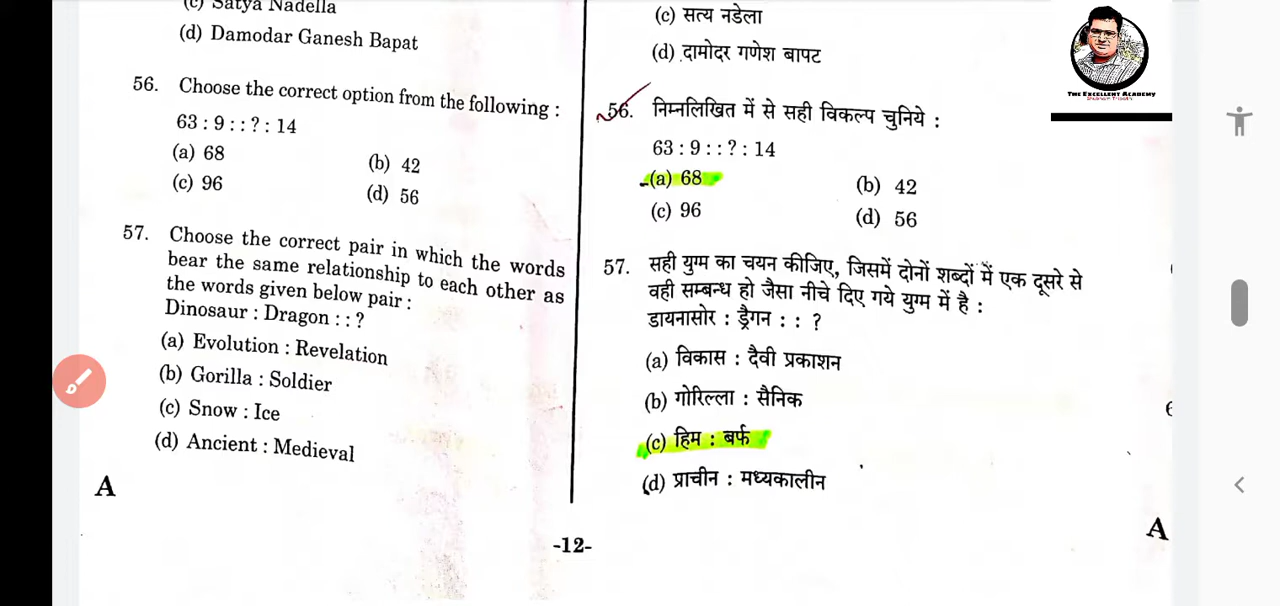 (c) Satya Nadella
(d) Damodar Ganesh Bapat
56. Choose the correct option from the following :
63 : 9 : : ? : 14
(a) 68
(b) 42
(c) 96
(d) 56
57. Choose the correct pair in which the words
bear the same relationship to each other as
the words given below pair :
Dinosaur : Dragon : : ?
(a) Evolution : Revelation
(b) Gorilla : Soldier
(c) Snow : Ice
(d) Ancient : Medieval
A
(c) सत्य नडेला
(d) दामोदर गणेश बापट
56. निम्नलिखित में से सही विकल्प चुनिये :
63 : 9 : : ? : 14
(a) 68
(b) 42
(c) 96
(d) 56
57. सही युग्म का चयन कीजिए, जिसमें दोनों शब्दों में एक दूसरे से
वही सम्बन्ध हो जैसा नीचे दिए गये युग्म में है :
डायनासोर : ड्रैगन : : ?
(a) विकास : दैवी प्रकाशन
(b) गोरिल्ला : सैनिक
(c) हिम : बर्फ
(d) प्राचीन : मध्यकालीन
-12-
A
THE EXCELLENT ACADEMY